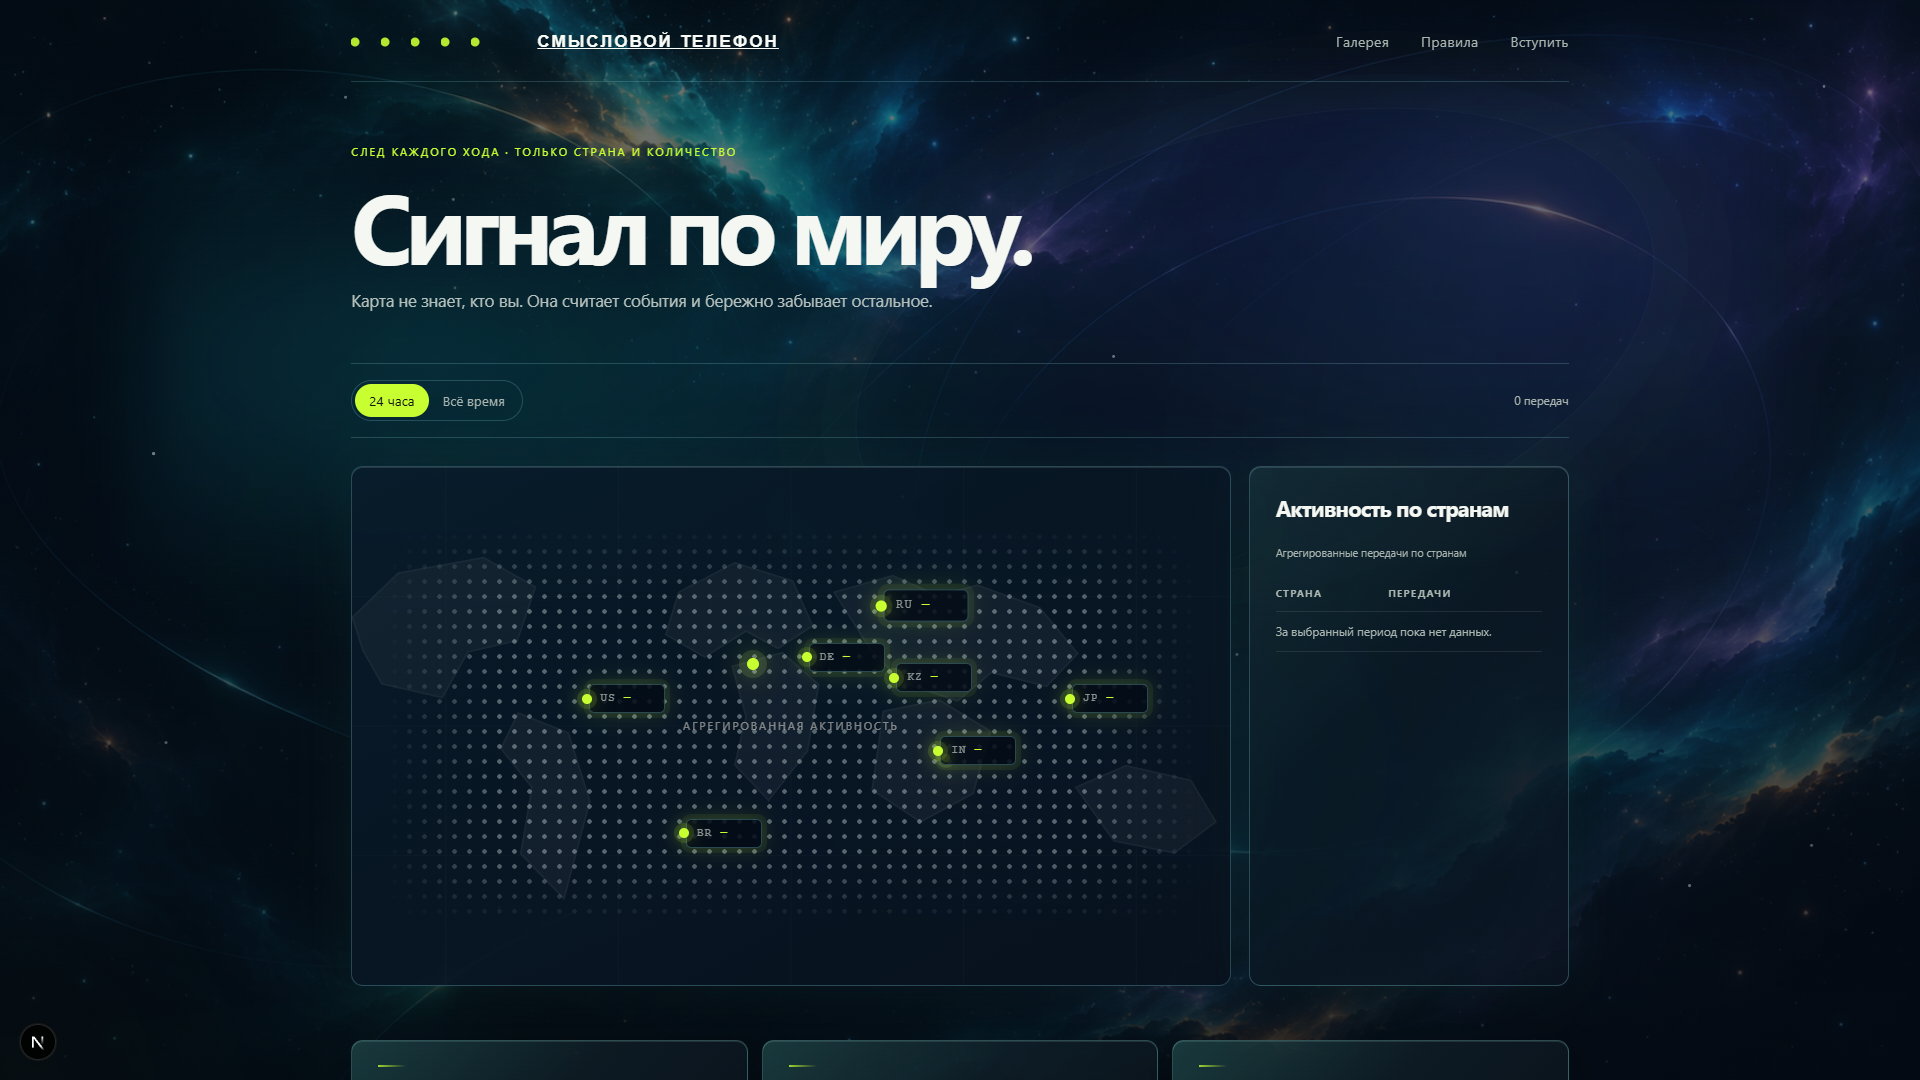 СМЫСЛОВОЙ ТЕЛЕФОН
Галерея
Правила
Вступить
СЛЕД КАЖДОГО ХОДА · ТОЛЬКО СТРАНА И КОЛИЧЕСТВО
Сигнал по миру.
Карта не знает, кто вы. Она считает события и бережно забывает остальное.
24 часа
Всё время
0 передач
RU —
DE —
KZ —
US —
JP —
АГРЕГИРОВАННАЯ АКТИВНОСТЬ
IN —
BR —
Активность по странам
Агрегированные передачи по странам
СТРАНА ПЕРЕДАЧИ
За выбранный период пока нет данных.
N